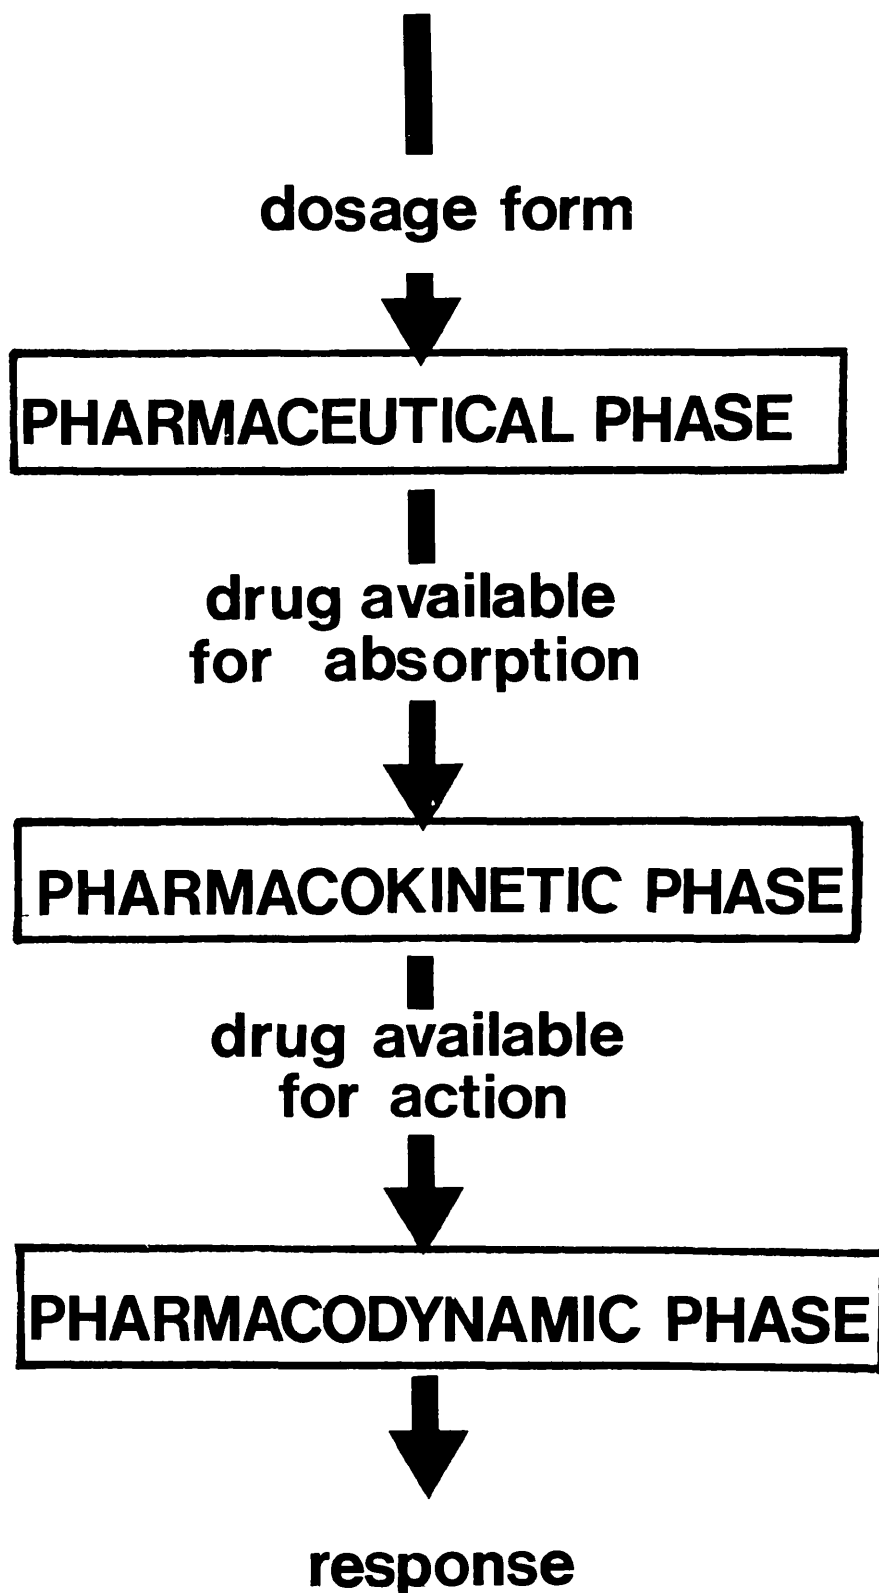 dosage form
PHARMACEUTICAL PHASE
drug available
for absorption
PHARMACOKINETIC PHASE
drug available
for action
PHARMACODYNAMIC PHASE
response